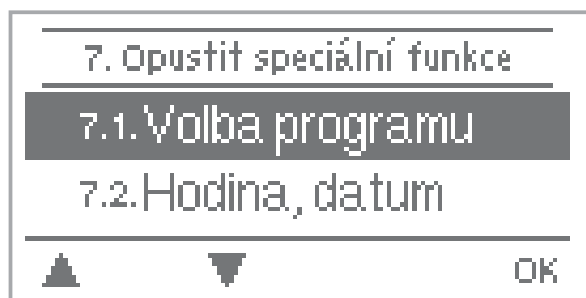 7. Opustit speciální funkce
7.1. Volba programu
7.2. Hodina, datum
OK